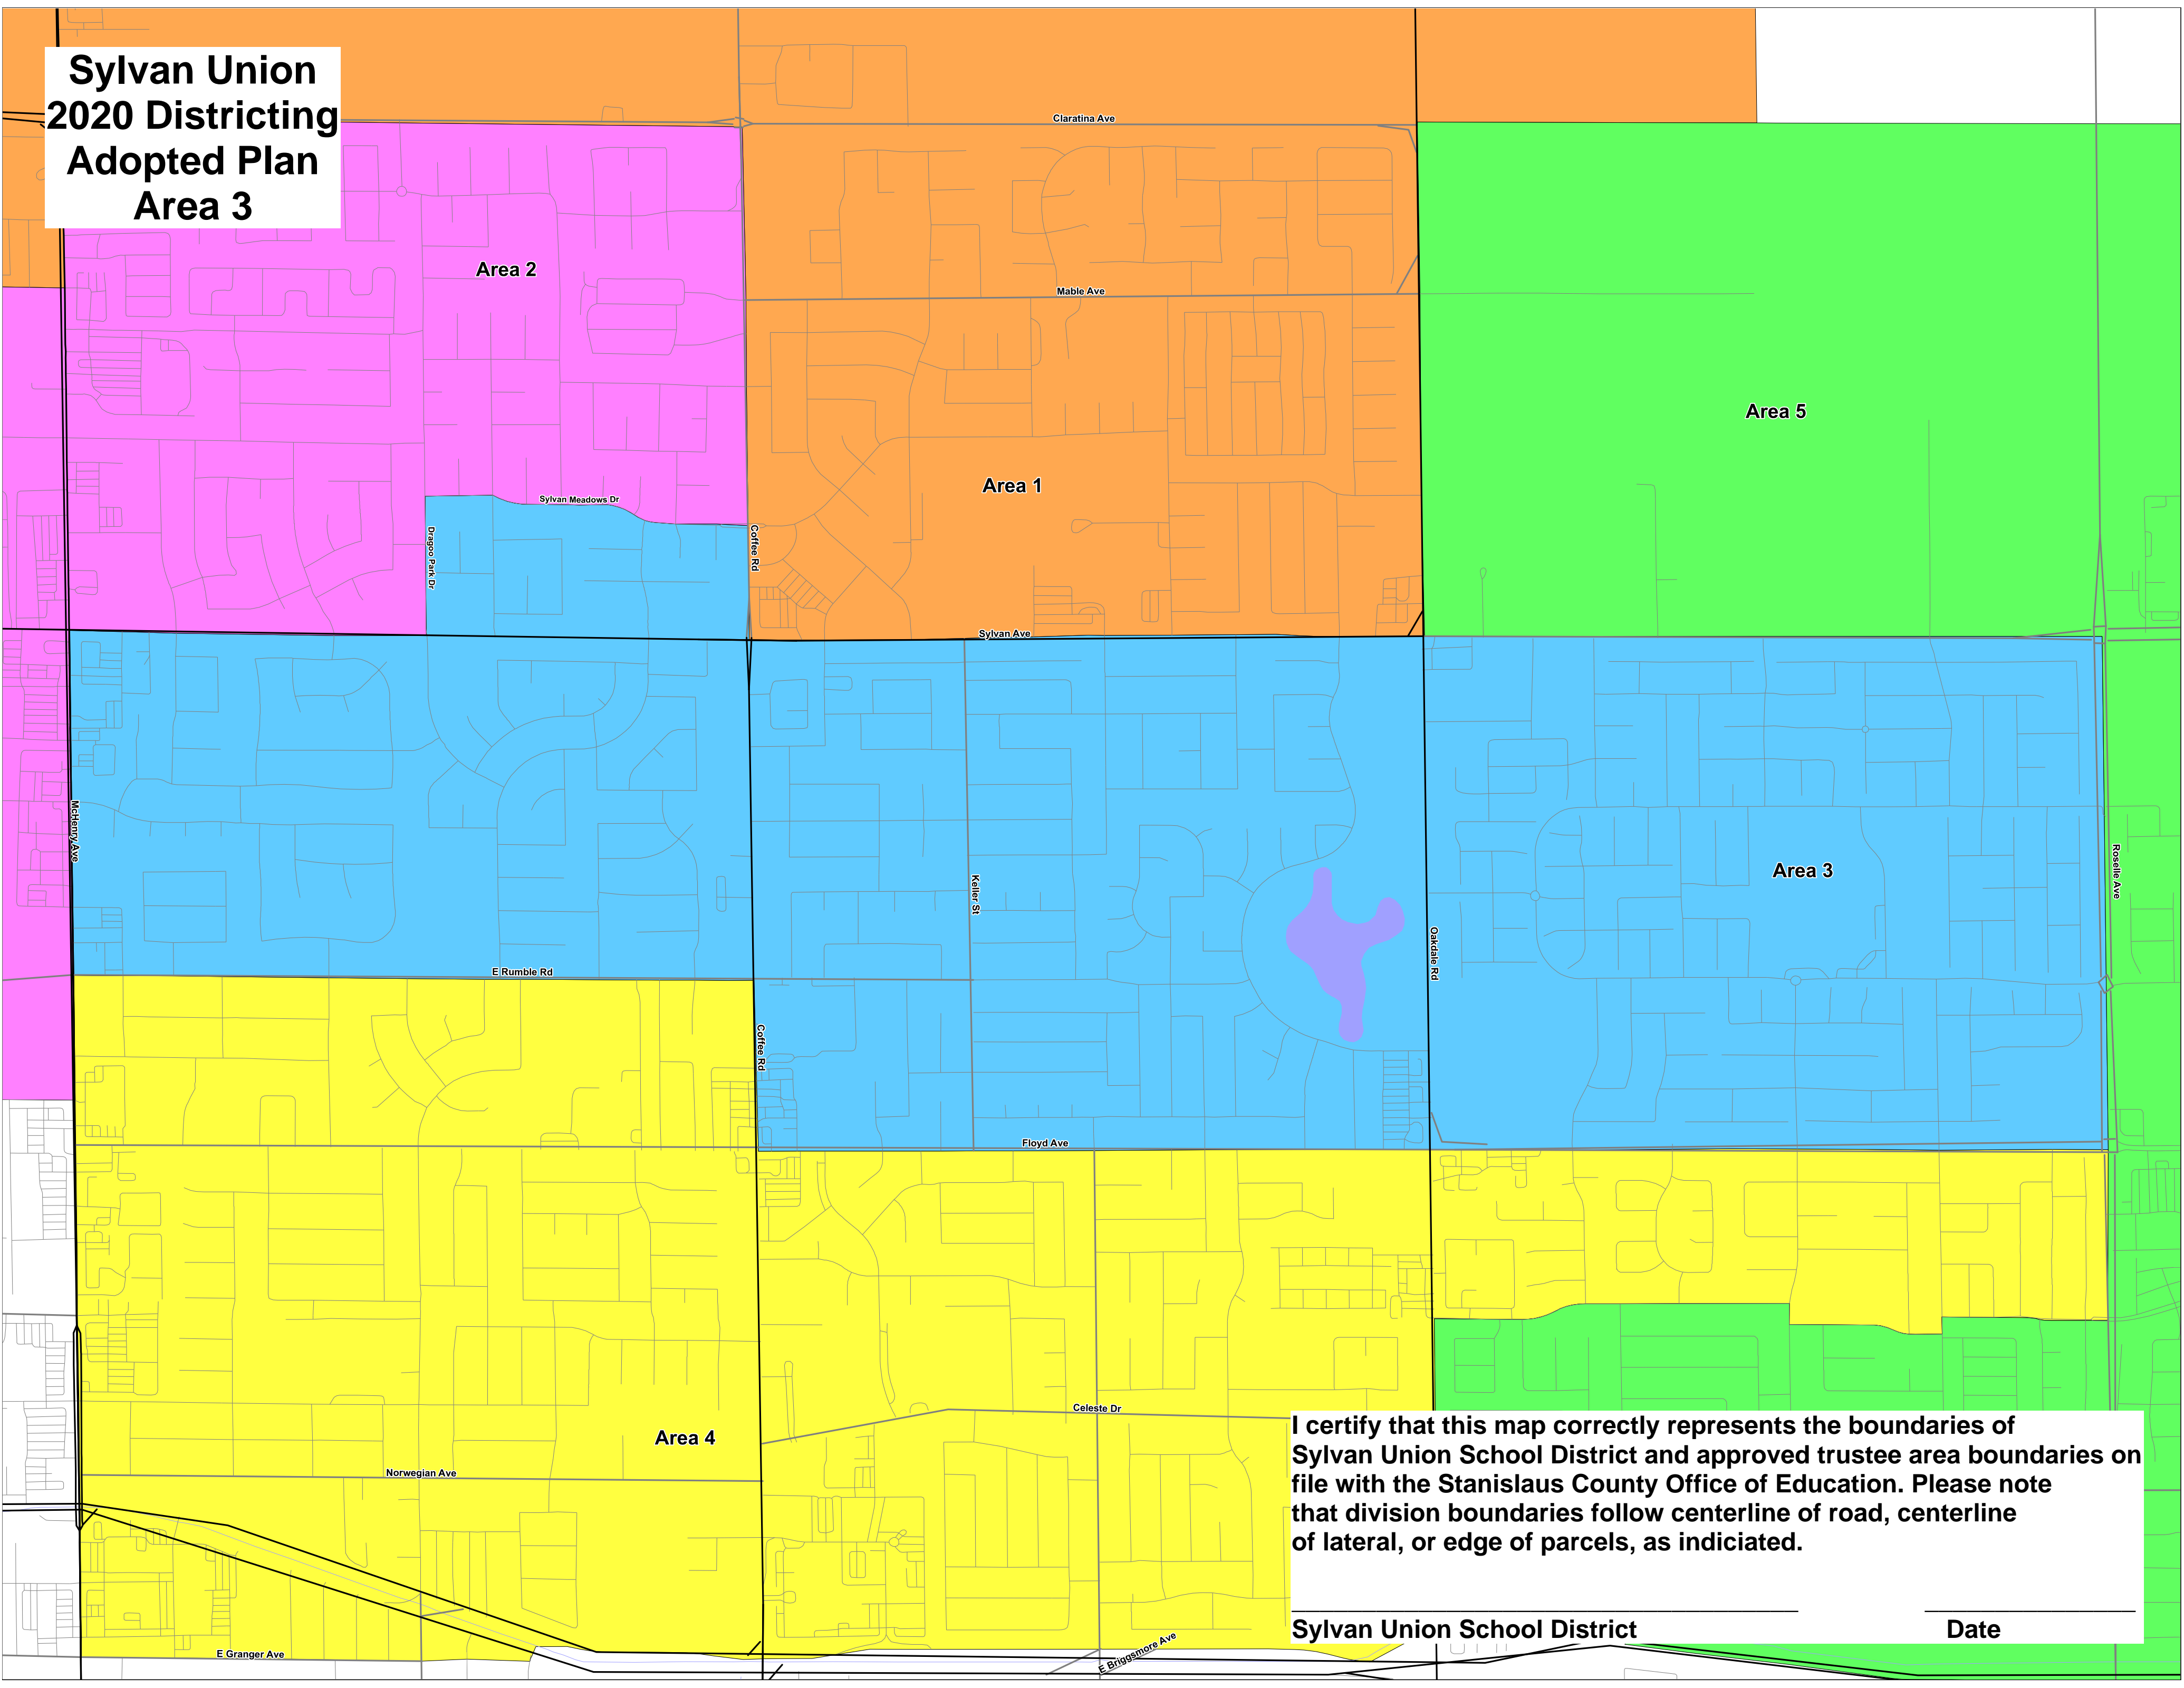 Sylvan Union
2020 Districting
Adopted Plan
Area 3
Claratina Ave
Area 2
Mable Ave
Area 5
Area 1
Sylvan Meadows Dr
Dragoo Park Dr
Coffee Rd
Sylvan Ave
McHenry Ave
Keller St
Area 3
Roselle Ave
Oakdale Rd
E Rumble Rd
Coffee Rd
Floyd Ave
Celeste Dr
Area 4
Norwegian Ave
I certify that this map correctly represents the boundaries of
Sylvan Union School District and approved trustee area boundaries on
file with the Stanislaus County Office of Education. Please note
that division boundaries follow centerline of road, centerline
of lateral, or edge of parcels, as indiciated.
Sylvan Union School District Date
E Granger Ave
E Briggsmore Ave